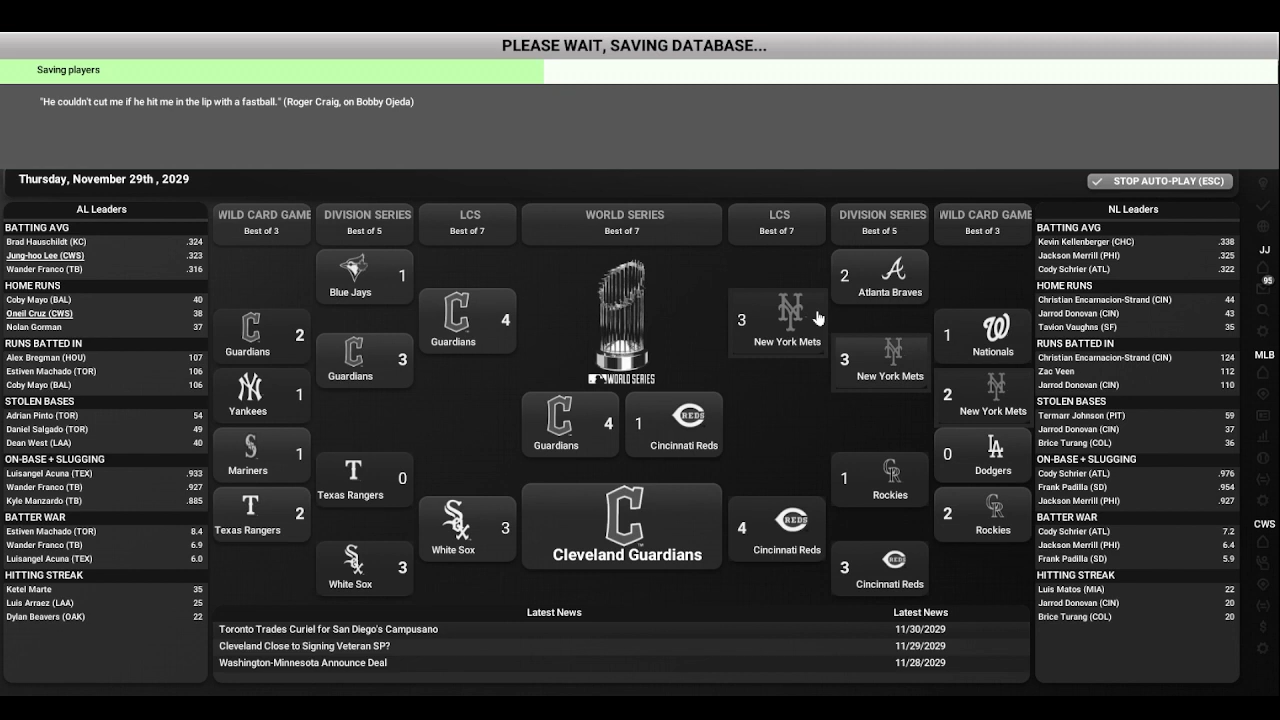 PLEASE WAIT, SAVING DATABASE...
Saving players
"He couldn't cut me if he hit me in the lip with a fastball." (Roger Craig, on Bobby Ojeda)
Thursday, November 29th , 2029
STOP AUTO-PLAY (ESC)
AL Leaders
BATTING AVG
Brad Hauschildt (KC) .324
Jung-hoo Lee (CWS) .323
Wander Franco (TB) .316
HOME RUNS
Coby Mayo (BAL) 40
Oneil Cruz (CWS) 38
Nolan Gorman 37
RUNS BATTED IN
Alex Bregman (HOU) 107
Estiven Machado (TOR) 106
Coby Mayo (BAL) 106
STOLEN BASES
Adrian Pinto (TOR) 54
Daniel Salgado (TOR) 49
Dean West (LAA) 40
ON-BASE + SLUGGING
Luisangel Acuna (TEX) .933
Wander Franco (TB) .927
Kyle Manzardo (TB) .885
BATTER WAR
Estiven Machado (TOR) 8.4
Wander Franco (TB) 6.9
Luisangel Acuna (TEX) 6.0
HITTING STREAK
Ketel Marte 35
Luis Arraez (LAA) 25
Dylan Beavers (OAK) 22
WILD CARD GAME
Best of 3
Guardians 2
Yankees 1
Mariners 1
Texas Rangers 2
DIVISION SERIES
Best of 5
Blue Jays 1
Guardians 3
Texas Rangers 0
White Sox 3
LCS
Best of 7
Guardians 4
White Sox 3
WORLD SERIES
Best of 7
WORLD SERIES
Guardians 4
1 Cincinnati Reds
Cleveland Guardians
LCS
Best of 7
3 New York Mets
4 Cincinnati Reds
DIVISION SERIES
Best of 5
2 Atlanta Braves
3 New York Mets
1 Rockies
3 Cincinnati Reds
WILD CARD GAME
Best of 3
1 Nationals
2 New York Mets
0 Dodgers
2 Rockies
Latest News Latest News
Toronto Trades Curiel for San Diego's Campusano 11/30/2029
Cleveland Close to Signing Veteran SP? 11/29/2029
Washington-Minnesota Announce Deal 11/28/2029
NL Leaders
BATTING AVG
Kevin Kellenberger (CHC) .338
Jackson Merrill (PHI) .325
Cody Schrier (ATL) .322
HOME RUNS
Christian Encarnacion-Strand (CIN) 44
Jarrod Donovan (CIN) 43
Tavion Vaughns (SF) 35
RUNS BATTED IN
Christian Encarnacion-Strand (CIN) 124
Zac Veen 112
Jarrod Donovan (CIN) 110
STOLEN BASES
Termarr Johnson (PIT) 59
Jarrod Donovan (CIN) 37
Brice Turang (COL) 36
ON-BASE + SLUGGING
Cody Schrier (ATL) .976
Frank Padilla (SD) .954
Jackson Merrill (PHI) .927
BATTER WAR
Cody Schrier (ATL) 7.2
Jackson Merrill (PHI) 6.4
Frank Padilla (SD) 5.9
HITTING STREAK
Luis Matos (MIA) 22
Jarrod Donovan (CIN) 20
Brice Turang (COL) 20
JJ
95
MLB
CWS